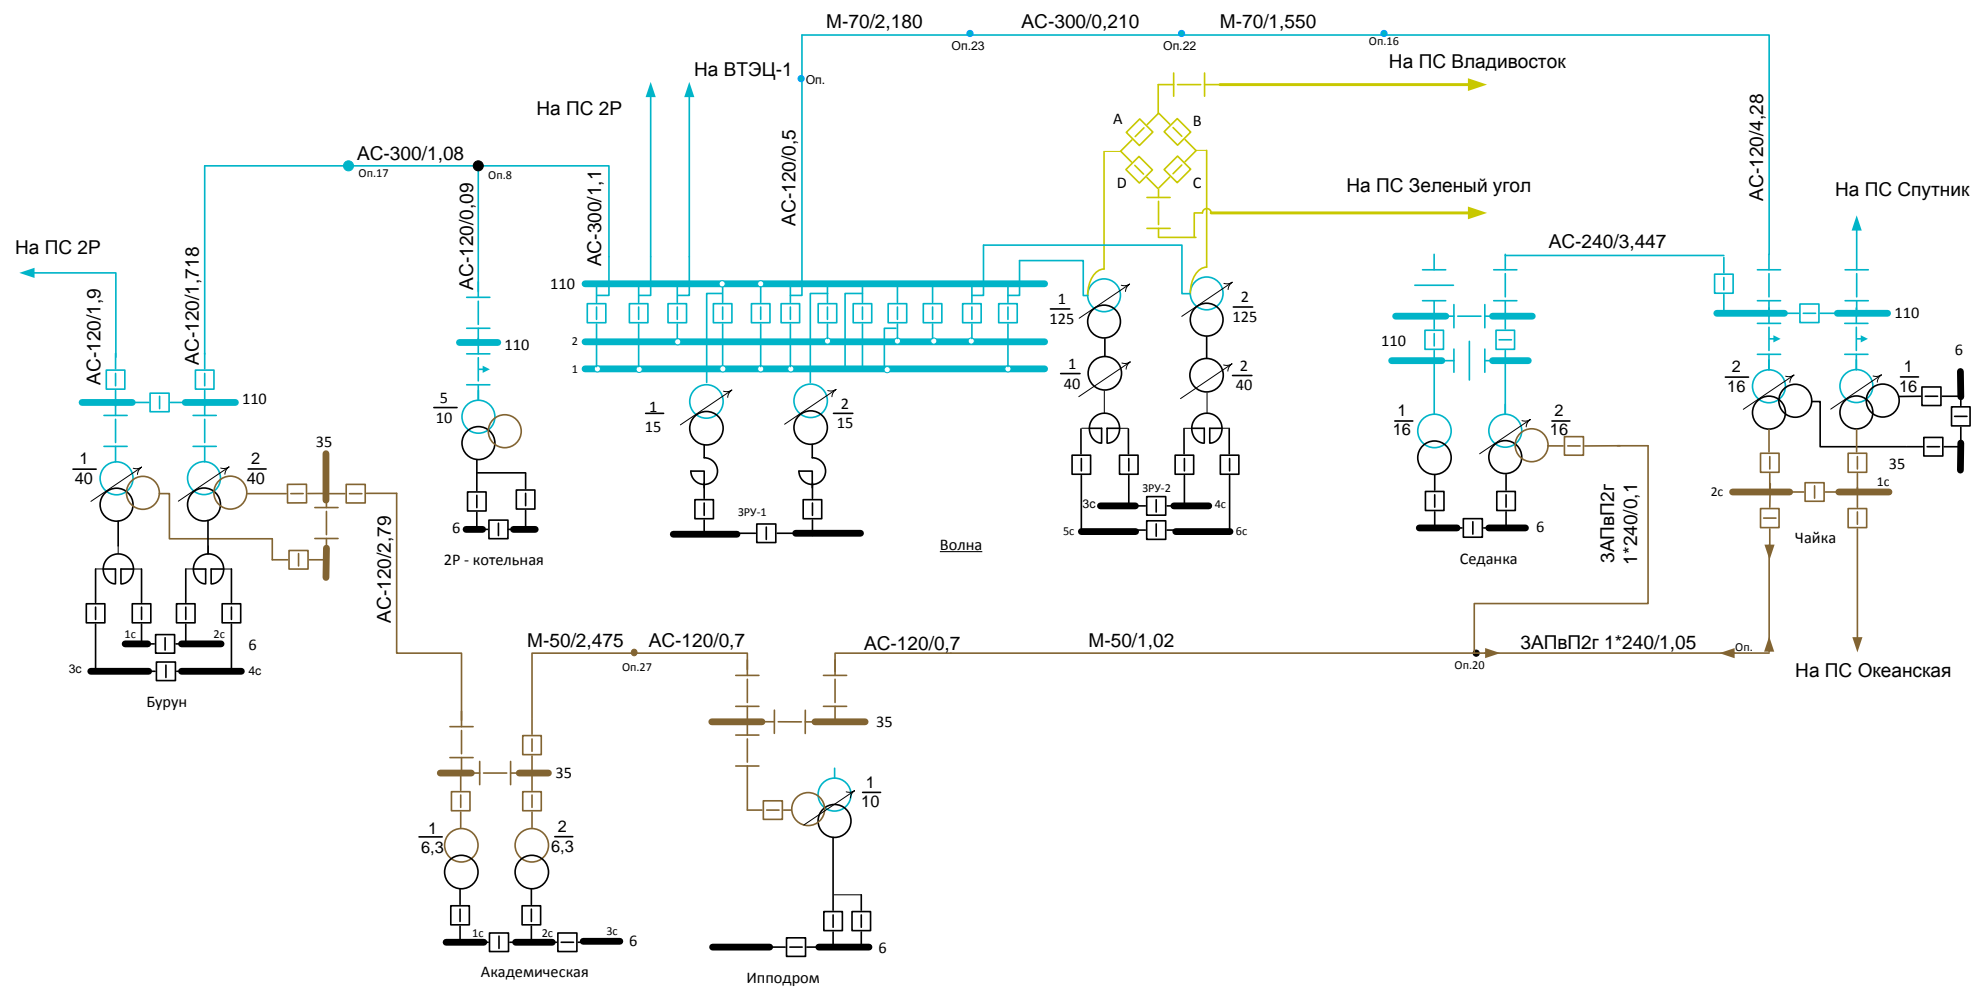 М-70/2,180
АС-300/0,210
М-70/1,550
Оп.23
Оп.22
Оп.16
На ВТЭЦ-1
Оп.
На ПС Владивосток
На ПС 2Р
A
B
D
C
АС-120/0,5
АС-120/4,28
АС-300/1,08
Оп.17
Оп.8
АС-300/1,1
АС-120/0,09
На ПС Зеленый угол
На ПС Спутник
На ПС 2Р
АС-120/1,9
АС-120/1,718
АС-240/3,447
110
2
1
1
125
2
125
1
40
2
40
110
110
110
110
6
5
10
1
15
2
15
1
16
2
16
2
16
1
16
35
1
40
2
40
35
2с
1с
Чайка
ЗРУ-1
ЗРУ-2
3с
4с
5с
6с
Волна
6
2Р - котельная
6
Седанка
3АПвП2г
1*240/0,1
АС-120/2,79
1с
2с
6
3с
4с
Бурун
М-50/2,475
АС-120/0,7
Оп.27
АС-120/0,7
М-50/1,02
Оп.20
3АПвП2г 1*240/1,05
Оп.
На ПС Океанская
35
35
1
6,3
2
6,3
1
10
1с
2с
3с
6
Академическая
6
Ипподром